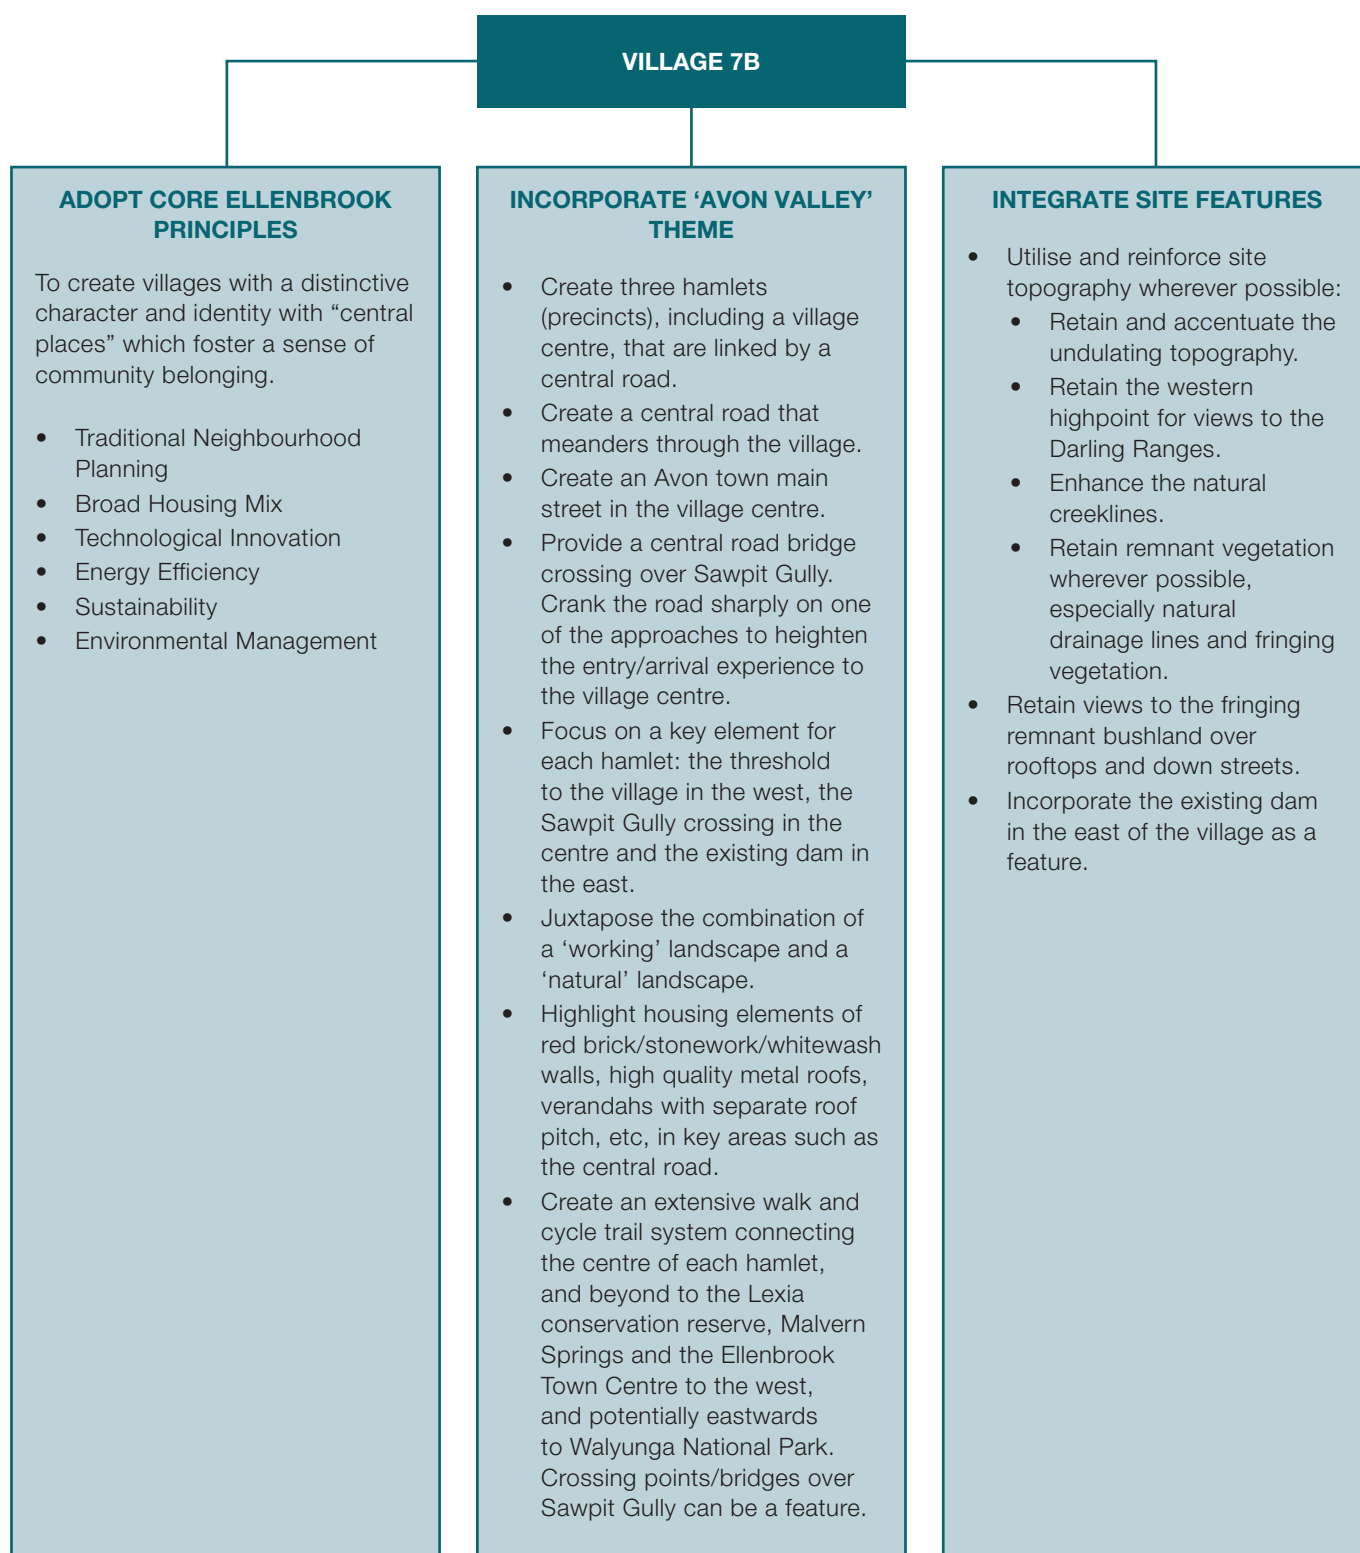 VILLAGE 7B
ADOPT CORE ELLENBROOK
PRINCIPLES
To create villages with a distinctive
character and identity with “central
places” which foster a sense of
community belonging.
• Traditional Neighbourhood
Planning
• Broad Housing Mix
• Technological Innovation
• Energy Efficiency
• Sustainability
• Environmental Management
INCORPORATE ‘AVON VALLEY’
THEME
• Create three hamlets
(precincts), including a village
centre, that are linked by a
central road.
• Create a central road that
meanders through the village.
• Create an Avon town main
street in the village centre.
• Provide a central road bridge
crossing over Sawpit Gully.
Crank the road sharply on one
of the approaches to heighten
the entry/arrival experience to
the village centre.
• Focus on a key element for
each hamlet: the threshold
to the village in the west, the
Sawpit Gully crossing in the
centre and the existing dam in
the east.
• Juxtapose the combination of
a ‘working’ landscape and a
‘natural’ landscape.
• Highlight housing elements of
red brick/stonework/whitewash
walls, high quality metal roofs,
verandahs with separate roof
pitch, etc, in key areas such as
the central road.
• Create an extensive walk and
cycle trail system connecting
the centre of each hamlet,
and beyond to the Lexia
conservation reserve, Malvern
Springs and the Ellenbrook
Town Centre to the west,
and potentially eastwards
to Walyunga National Park.
Crossing points/bridges over
Sawpit Gully can be a feature.
INTEGRATE SITE FEATURES
• Utilise and reinforce site
topography wherever possible:
• Retain and accentuate the
undulating topography.
• Retain the western
highpoint for views to the
Darling Ranges.
• Enhance the natural
creeklines.
• Retain remnant vegetation
wherever possible,
especially natural
drainage lines and fringing
vegetation.
• Retain views to the fringing
remnant bushland over
rooftops and down streets.
• Incorporate the existing dam
in the east of the village as a
feature.